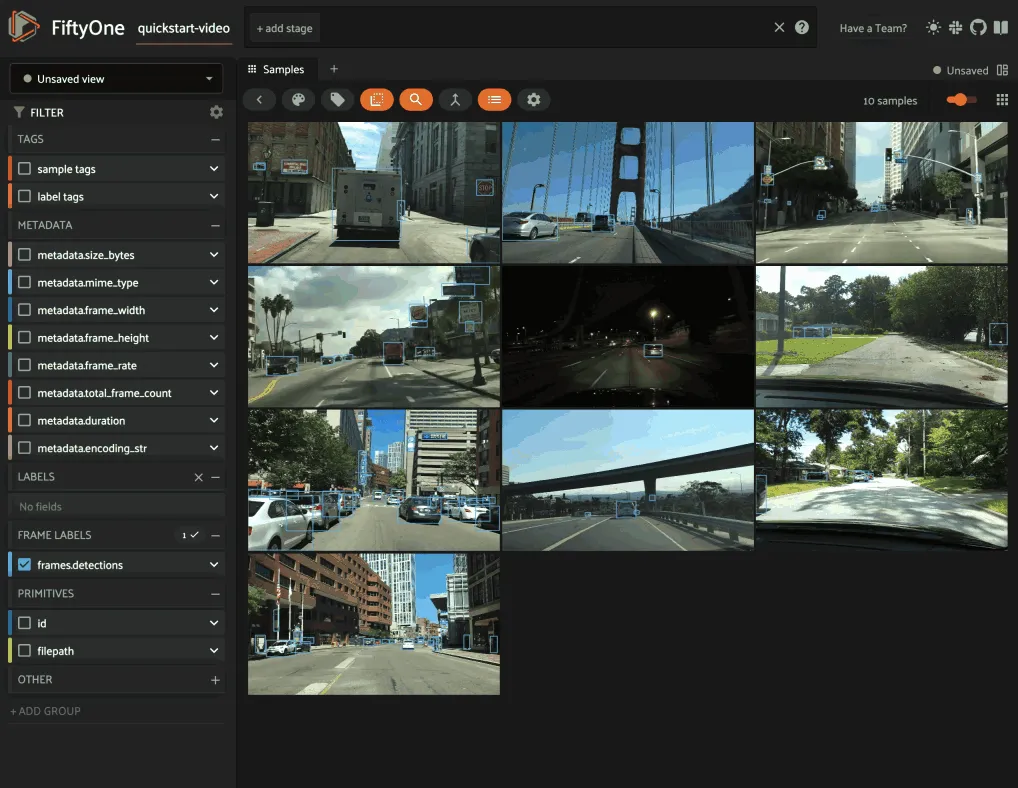 FiftyOne
quickstart-video
+ add stage
Have a Team?
Unsaved view
Samples
+
Unsaved
FILTER
10 samples
TAGS
sample tags
label tags
METADATA
metadata.size_bytes
metadata.mime_type
metadata.frame_width
metadata.frame_height
metadata.frame_rate
metadata.total_frame_count
metadata.duration
metadata.encoding_str
LABELS
No fields
FRAME LABELS
1
frames.detections
PRIMITIVES
id
filepath
OTHER
+ ADD GROUP
STOP